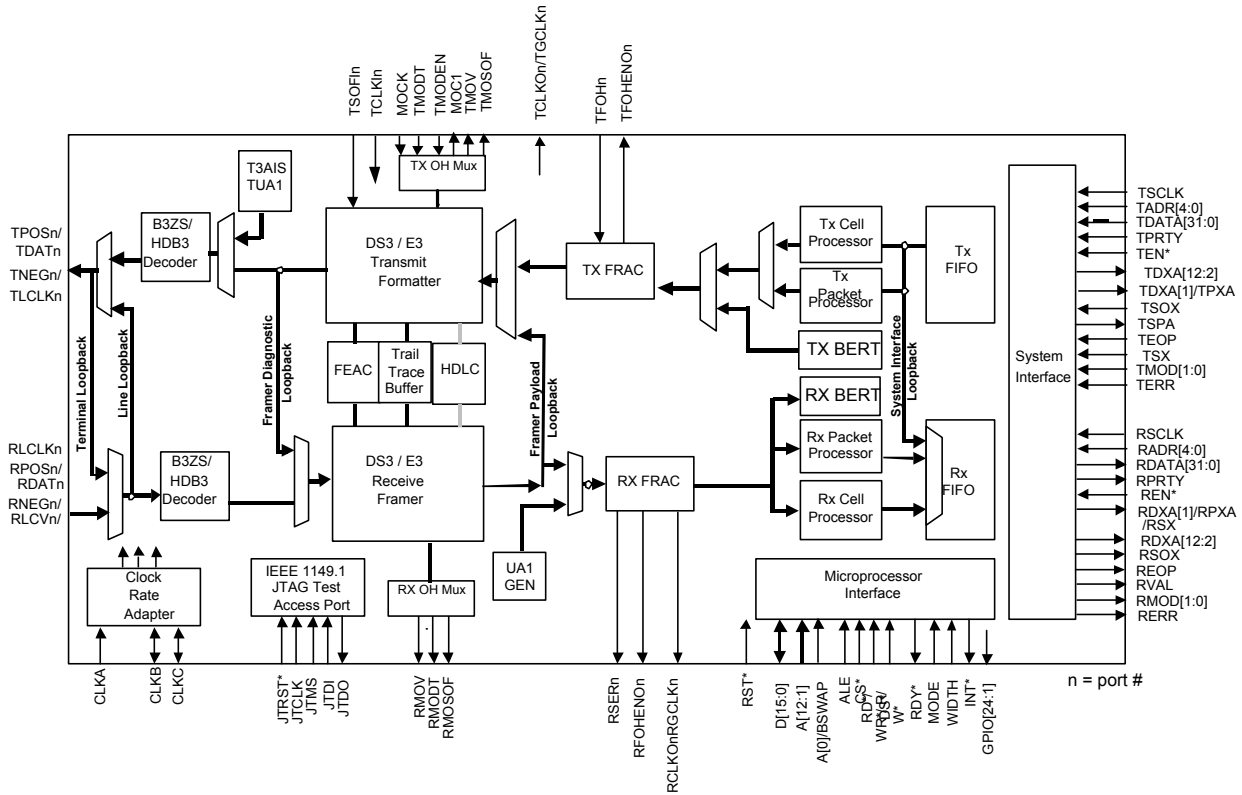 TSOFIn
TCLKIn
MOCK
TMODT
TMODEN
MOC1
TMOV
TMOSOF
TCLKOn/TGCLKn
TFOHn
TFOHENOn
TX OH Mux
T3AIS
TUA1
B3ZS/
HDB3
Decoder
TPOSn/
TDATn
TNEGn/
TLCLKn
DS3 / E3
Transmit
Formatter
TX FRAC
Tx Cell
Processor
Tx
Packet
Processor
Tx
FIFO
TX BERT
System
Interface
TSCLK
TADR[4:0]
TDATA[31:0]
TPRTY
TEN*
TDXA[12:2]
TDXA[1]/TPXA
TSOX
TSPA
TEOP
TSX
TMOD[1:0]
TERR
Terminal Loopback
Line Loopback
Framer Diagnostic
Loopback
FEAC
Trail
Trace
Buffer
HDLC
Framer Payload
Loopback
System Interface
Loopback
RX BERT
Rx Packet
Processor
Rx Cell
Processor
Rx
FIFO
RLCLKn
RPOSn/
RDATn
RNEGn/
RLCVn/
B3ZS/
HDB3
Decoder
DS3 / E3
Receive
Framer
RX FRAC
UA1
GEN
RSCLK
RADR[4:0]
RDATA[31:0]
RPRTY
REN*
RDXA[1]/RPXA
/RSX
RDXA[12:2]
RSOX
REOP
RVAL
RMOD[1:0]
RERR
Clock
Rate
Adapter
IEEE 1149.1
JTAG Test
Access Port
RX OH Mux
Microprocessor
Interface
CLKA
CLKB
CLKC
JTRST*
JTCLK
JTMS
JTDI
JTDO
RMOV
RMODT
RMOSOF
RSERn
RFOHENOn
RCLKOnRGCLKn
RST*
D[15:0]
A[12:1]
A[0]/BSWAP
ALE
CS*
W*
RDY*
MODE
WIDTH
INT*
GPIO[24:1]
n = port #